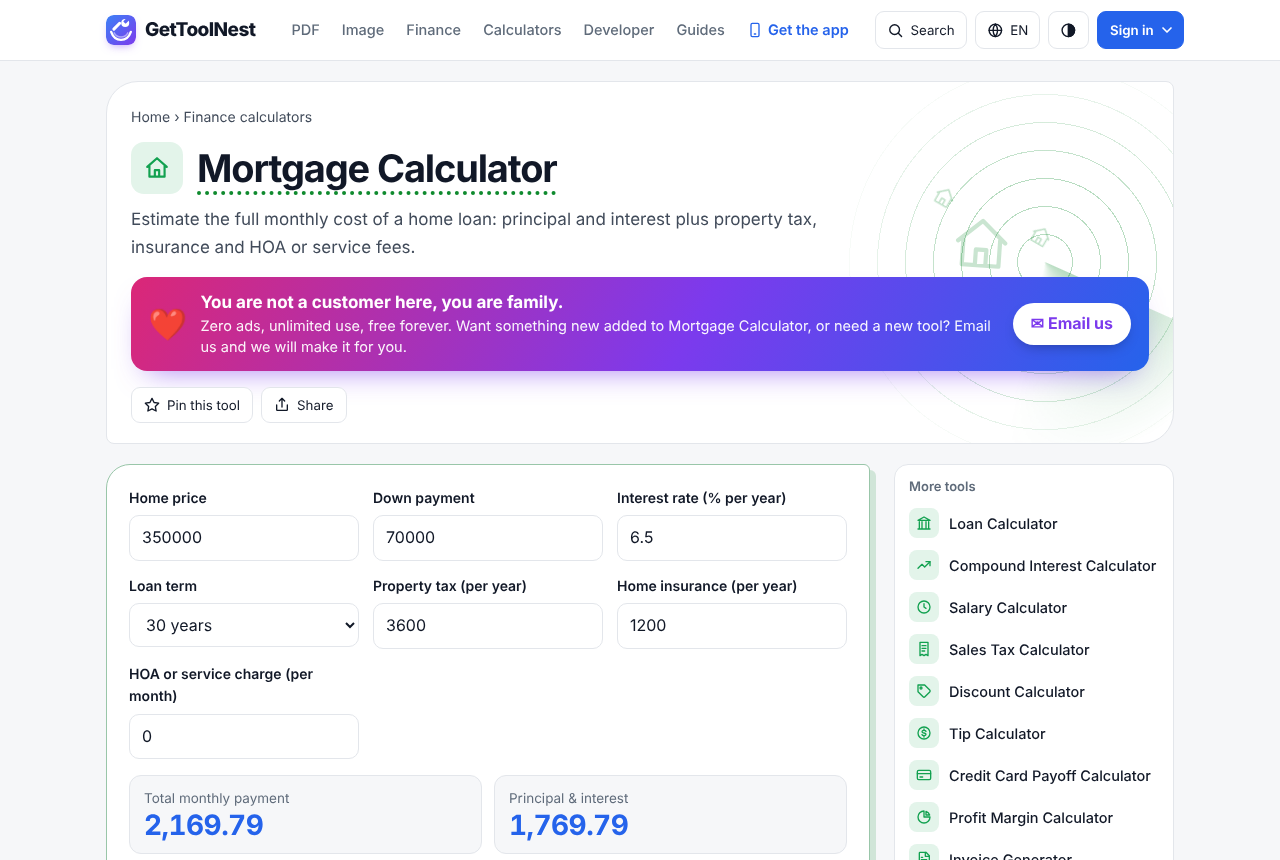 GetToolNest
PDF
Image
Finance
Calculators
Developer
Guides
Get the app
Search
EN
Sign in
Home › Finance calculators
Mortgage Calculator
Estimate the full monthly cost of a home loan: principal and interest plus property tax,
insurance and HOA or service fees.
You are not a customer here, you are family.
Zero ads, unlimited use, free forever. Want something new added to Mortgage Calculator, or need a new tool? Email
us and we will make it for you.
✉ Email us
Pin this tool
Share
Home price
Down payment
Interest rate (% per year)
350000
70000
6.5
Loan term
Property tax (per year)
Home insurance (per year)
30 years
3600
1200
HOA or service charge (per
month)
0
Total monthly payment
2,169.79
Principal & interest
1,769.79
More tools
Loan Calculator
Compound Interest Calculator
Salary Calculator
Sales Tax Calculator
Discount Calculator
Tip Calculator
Credit Card Payoff Calculator
Profit Margin Calculator
Invoice Generator